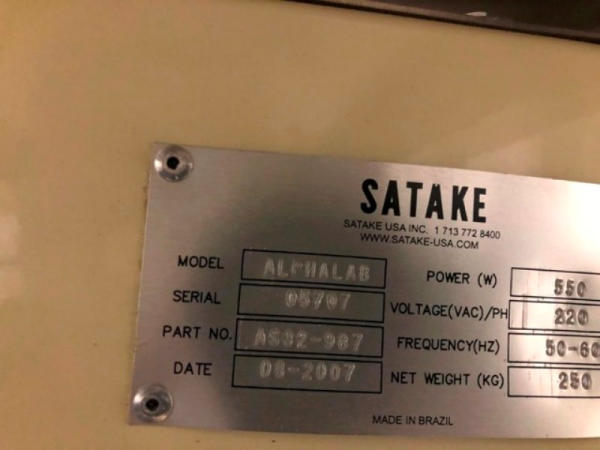 SATAKE
SATAKE USA INC. 1 713 772 8400
WWW.SATAKE-USA.COM
MODEL ALPHALAB
SERIAL 05707
PART NO.
DATE 08-2007
POWER (W) 550
VOLTAGE(VAC)/PH 220
FREQUENCY(HZ) 50-60
NET WEIGHT (KG) 250
MADE IN BRAZIL